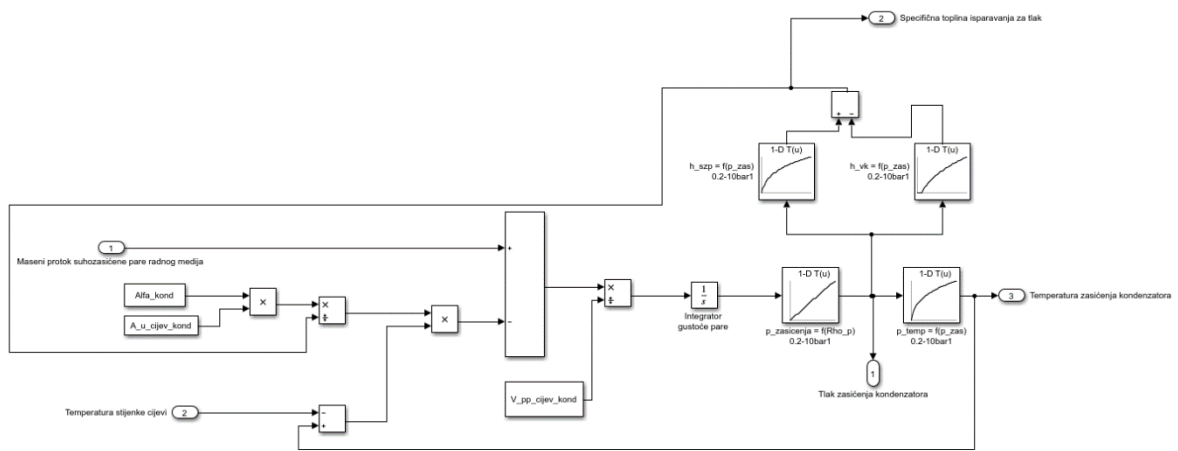 2
Specifična toplina isparavanja za tlak
+ −
1-D T(u)
h_szp = f(p_zas)
0.2-10bar1
1-D T(u)
h_vk = f(p_zas)
0.2-10bar1
1
Maseni protok suhozasićene pare radnog medija
+
−
Alfa_kond
A_u_cijev_kond
×
×
÷
×
×
÷
1
s
Integrator
gustoće pare
1-D T(u)
p_zasicenja = f(Rho_p)
0.2-10bar1
1-D T(u)
p_temp = f(p_zas)
0.2-10bar1
3
Temperatura zasićenja kondenzatora
1
Tlak zasićenja kondenzatora
V_pp_cijev_kond
Temperatura stijenke cijevi
2
−
+